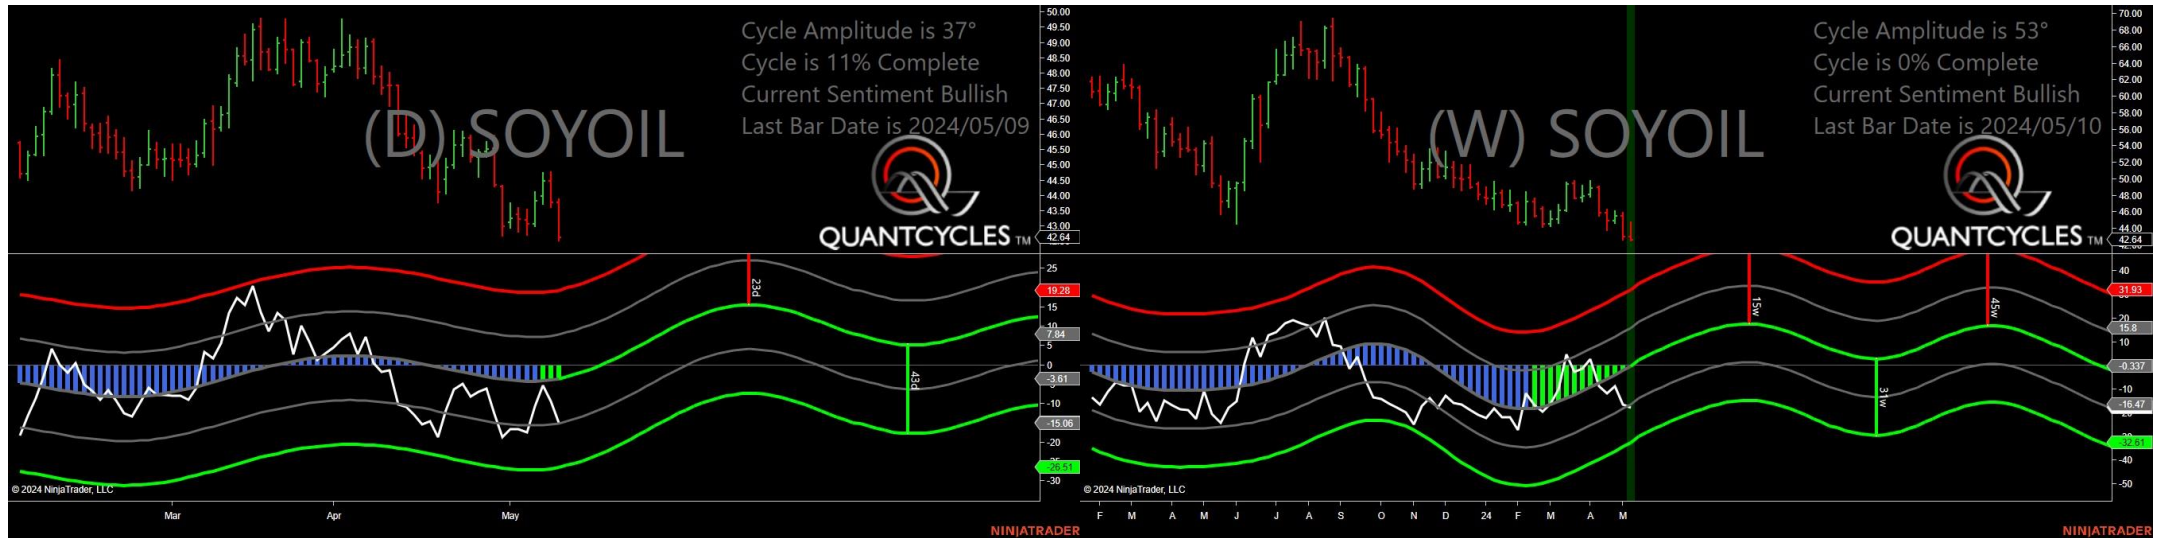 50.00
49.50
49.00
48.50
48.00
47.50
47.00
46.50
46.00
45.50
45.00
44.50
44.00
43.50
43.00
42.64
Cycle Amplitude is 37°
Cycle is 11% Complete
Current Sentiment Bullish
Last Bar Date is 2024/05/09
(D) SOYOIL
QUANTCYCLES TM
25
19.28
15
10
7.84
5
0
-3.61
-10
-15.06
-20
-26.51
-30
23d
43d
© 2024 NinjaTrader, LLC
Mar Apr May
NINJATRADER
70.00
68.00
66.00
64.00
62.00
60.00
58.00
56.00
54.00
52.00
50.00
48.00
46.00
44.00
42.64
Cycle Amplitude is 53°
Cycle is 0% Complete
Current Sentiment Bullish
Last Bar Date is 2024/05/10
(W) SOYOIL
QUANTCYCLES TM
40
31.93
20
15.8
10
-0.337
-10
-16.47
-32.61
-40
-50
15w
31w
45w
© 2024 NinjaTrader, LLC
F M A M J J A S O N D 24 F M A M
NINJATRADER